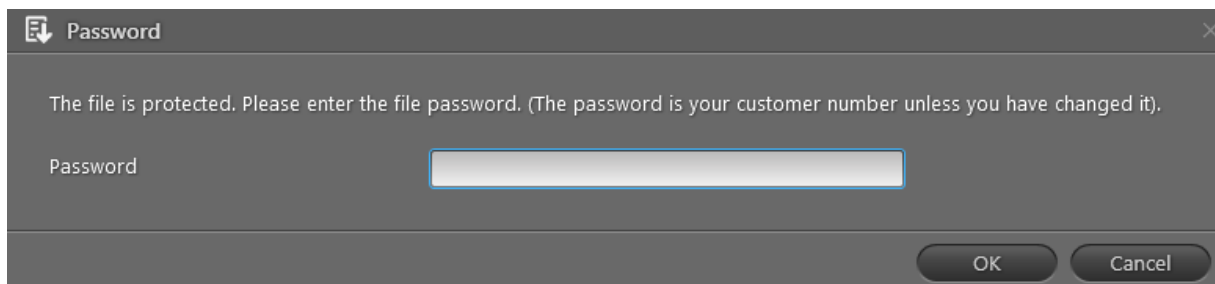 Password
The file is protected. Please enter the file password. (The password is your customer number unless you have changed it).
Password
OK
Cancel